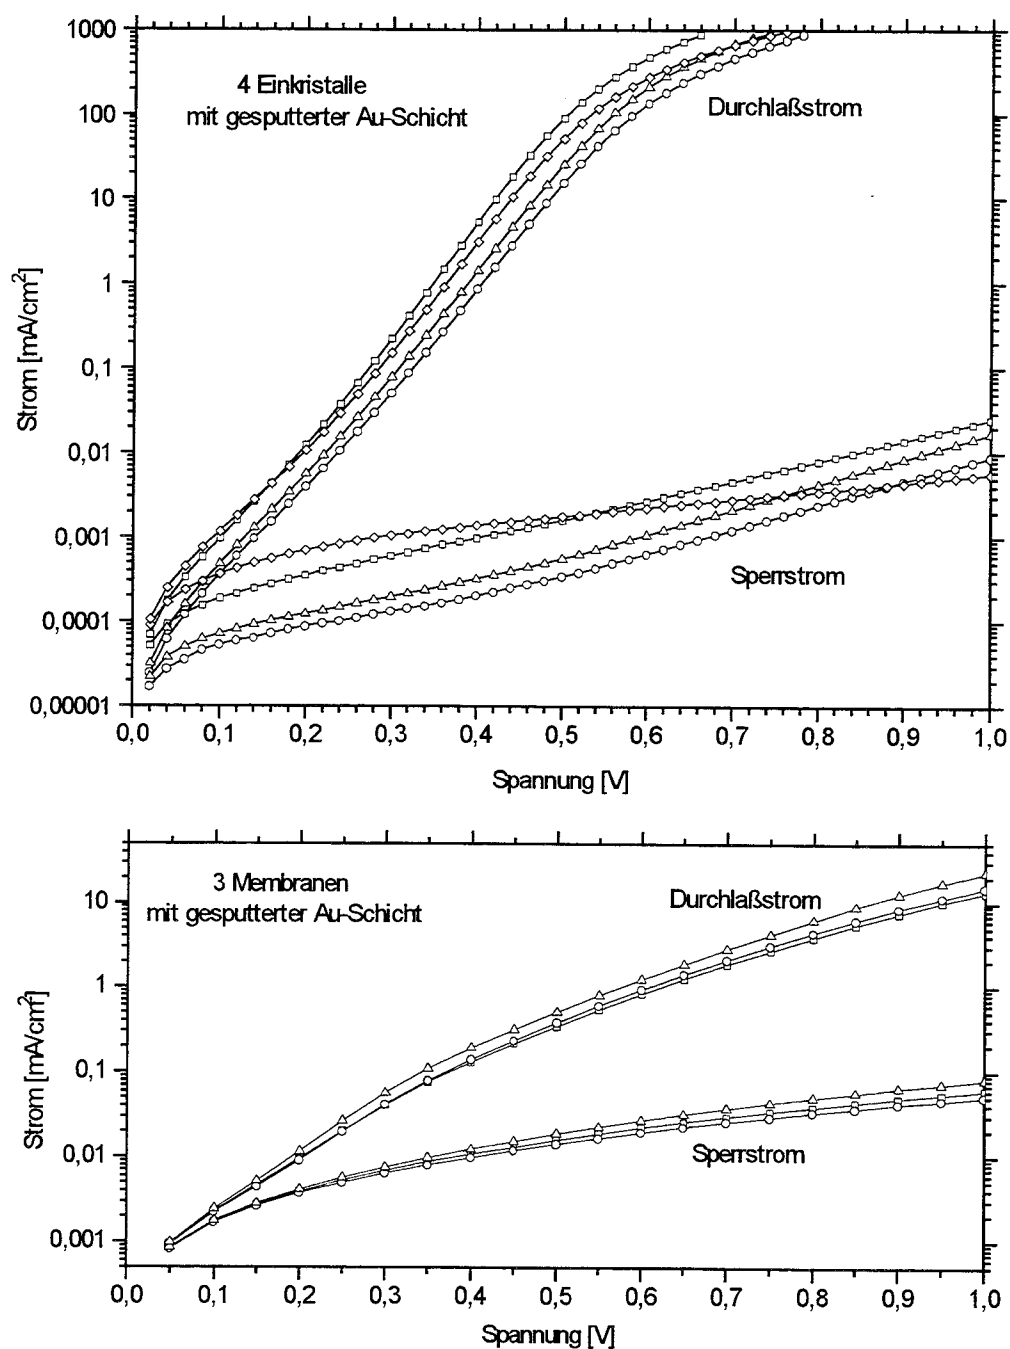 1000
100
10
1
0,1
0,01
0,001
0,0001
0,00001
Strom [mA/cm²]
4 Einkristalle
mit gesputterter Au-Schicht
Durchlaßstrom
Sperrstrom
0,0 0,1 0,2 0,3 0,4 0,5 0,6 0,7 0,8 0,9 1,0
Spannung [V]
10
1
0,1
0,01
0,001
Strom [mA/cm²]
3 Membranen
mit gesputterter Au-Schicht
Durchlaßstrom
Sperrstrom
0,0 0,1 0,2 0,3 0,4 0,5 0,6 0,7 0,8 0,9 1,0
Spannung [V]